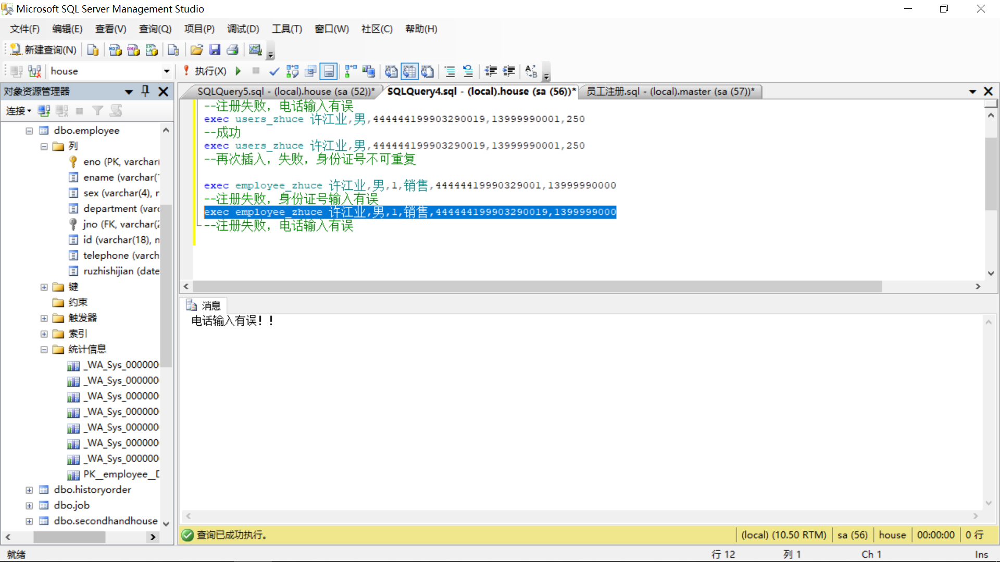 Microsoft SQL Server Management Studio
文件(F) 编辑(E) 查看(V) 查询(Q) 项目(P) 调试(D) 工具(T) 窗口(W) 社区(C) 帮助(H)
新建查询(N)
house 执行(X)
对象资源管理器
连接
dbo.employee
列
eno (PK, varchar(
ename (varchar(
sex (varchar(4), n
department (varc
jno (FK, varchar(2
id (varchar(18), n
telephone (varch
ruzhishijian (date
键
约束
触发器
索引
统计信息
_WA_Sys_000000
_WA_Sys_000000
_WA_Sys_000000
_WA_Sys_000000
_WA_Sys_000000
_WA_Sys_000000
_WA_Sys_000000
PK__employee__D
dbo.historyorder
dbo.job
dbo.secondhandhouse
SQLQuery5.sql - (local).house (sa (52))* SQLQuery4.sql - (local).house (sa (56))* 员工注册.sql - (local).master (sa (57))*
--注册失败，电话输入有误
exec users_zhuce 许江业,男,444444199903290019,13999990001,250
--成功
exec users_zhuce 许江业,男,444444199903290019,13999990001,250
--再次插入，失败，身份证号不可重复
exec employee_zhuce 许江业,男,1,销售,44444419990329001,13999990000
--注册失败，身份证号输入有误
exec employee_zhuce 许江业,男,1,销售,444444199903290019,1399999000
--注册失败，电话输入有误
消息
电话输入有误！！
查询已成功执行。 (local) (10.50 RTM) sa (56) house 00:00:00 0 行
就绪 行 12 列 1 Ch 1 Ins